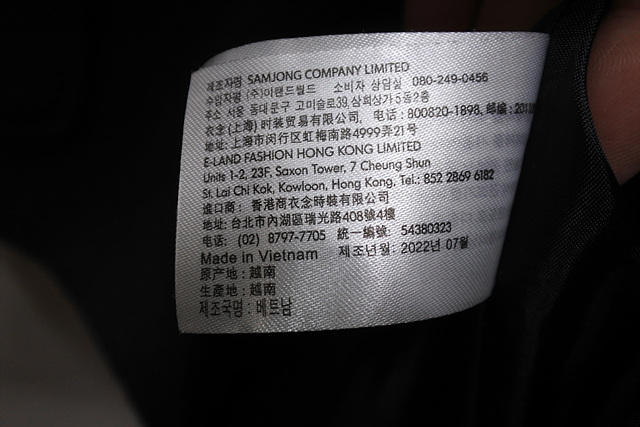 제조자명 SAMJONG COMPANY LIMITED
수입자명 (주)이랜드월드 소비자 상담실 080-249-0456
주소 서울 동대문구 고미술로39, 삼희상가 5동2층
衣念(上海)时装贸易有限公司, 电话 : 800820-1898, 邮编 :
地址: 上海市闵行区虹梅南路4999弄21号
E-LAND FASHION HONG KONG LIMITED
Units 1-2, 23F, Saxon Tower, 7 Cheung Shun
St. Lai Chi Kok, Kowloon, Hong Kong, Tel.: 852 2869 6182
進口商 : 香港商衣念時裝有限公司
地址: 台北市內湖區瑞光路408號4樓
电话: (02) 8797-7705 統一編號: 54380323
Made in Vietnam 제조년월: 2022년 07월
原产地 : 越南
生產地 : 越南
제조국명 : 베트남